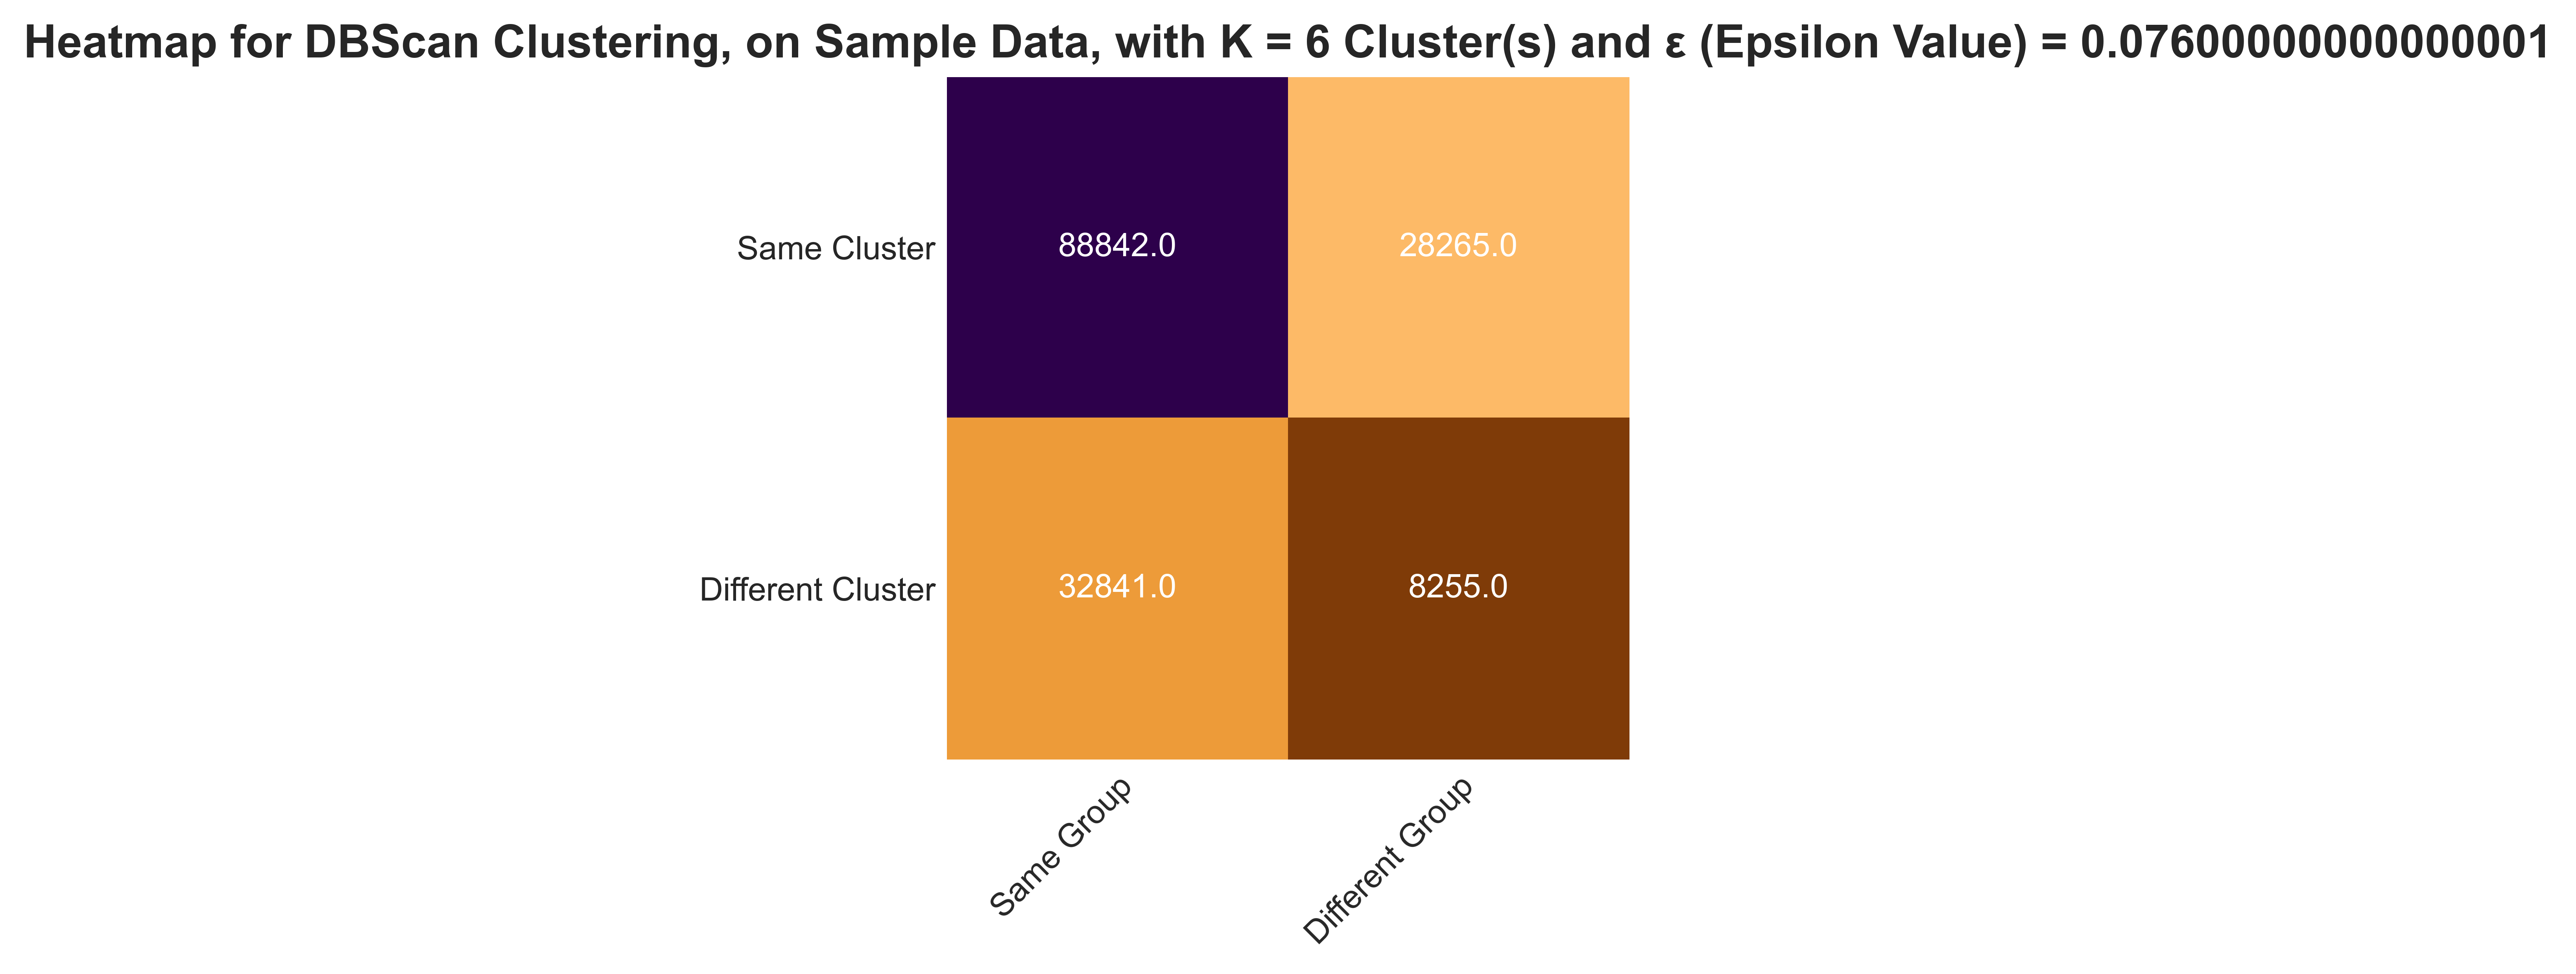 Heatmap for DBScan Clustering, on Sample Data, with K = 6 Cluster(s) and ε (Epsilon Value) = 0.07600000000000001
Same Cluster
88842.0
28265.0
Different Cluster
32841.0
8255.0
Same Group
Different Group